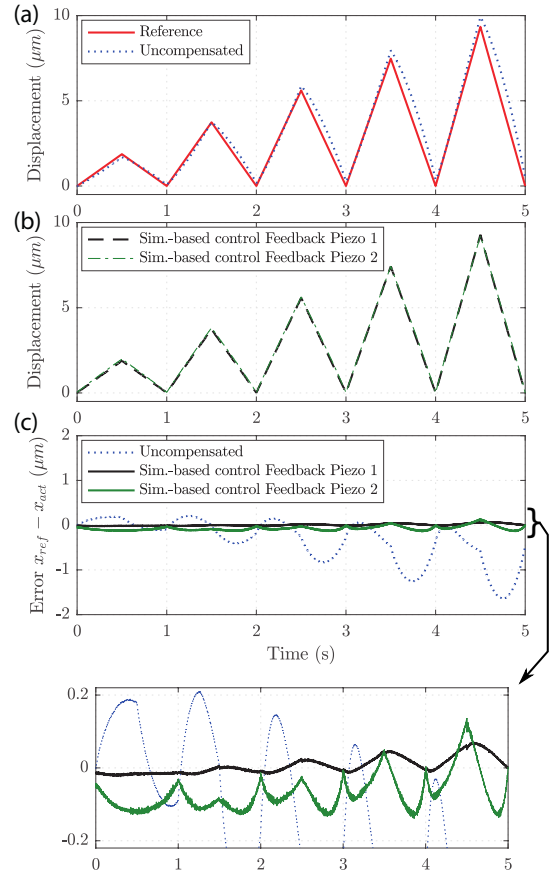 (a)
10
5
0
Displacement (μm)
Reference
Uncompensated
0 1 2 3 4 5
(b)
10
5
0
Displacement (μm)
Sim.-based control Feedback Piezo 1
Sim.-based control Feedback Piezo 2
0 1 2 3 4 5
(c)
2
1
0
-1
-2
Error x_ref − x_act (μm)
Uncompensated
Sim.-based control Feedback Piezo 1
Sim.-based control Feedback Piezo 2
}
0 1 2 3 4 5
Time (s)
0.2
0
-0.2
0 1 2 3 4 5